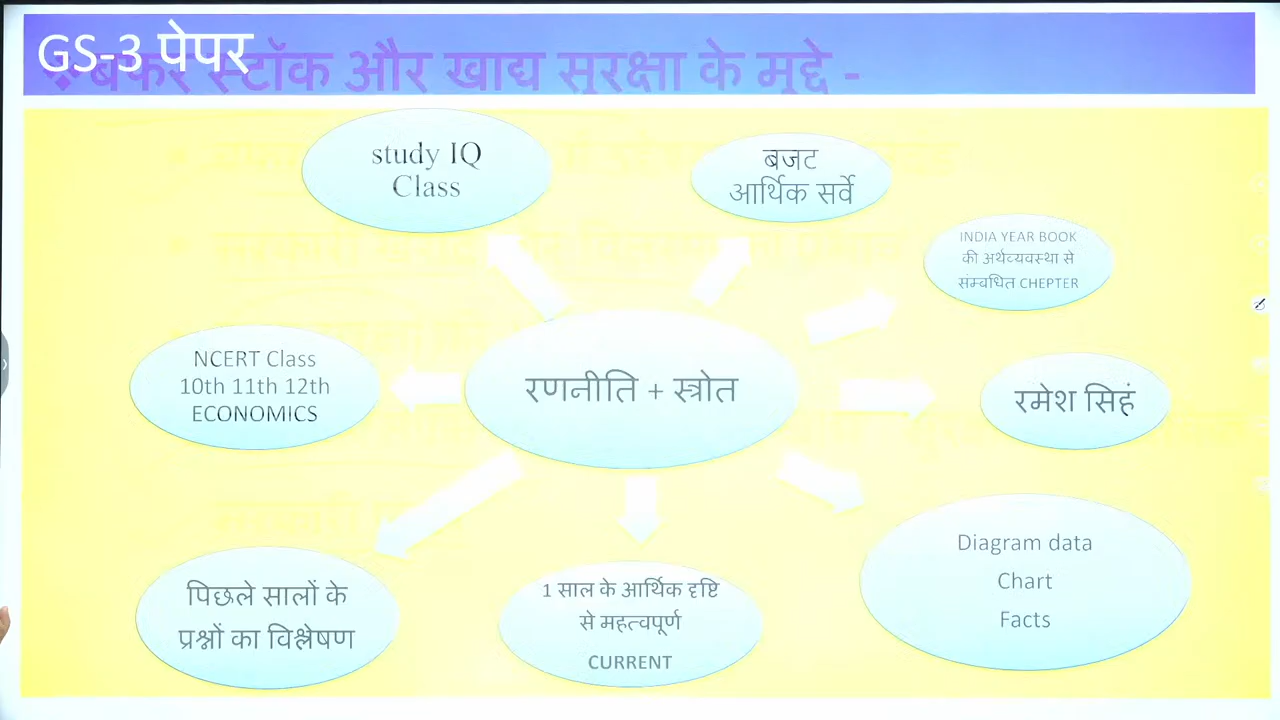 GS-3 पेपर
बफर स्टॉक और खाद्य सुरक्षा के मुद्दे -
study IQ
Class
बजट
आर्थिक सर्वे
INDIA YEAR BOOK
की अर्थव्यवस्था से
संम्बधित CHEPTER
NCERT Class
10th 11th 12th
ECONOMICS
रणनीति + स्त्रोत
रमेश सिहं
Diagram data
Chart
Facts
पिछले सालों के
प्रश्नों का विश्लेषण
1 साल के आर्थिक दृष्टि
से महत्वपूर्ण
CURRENT